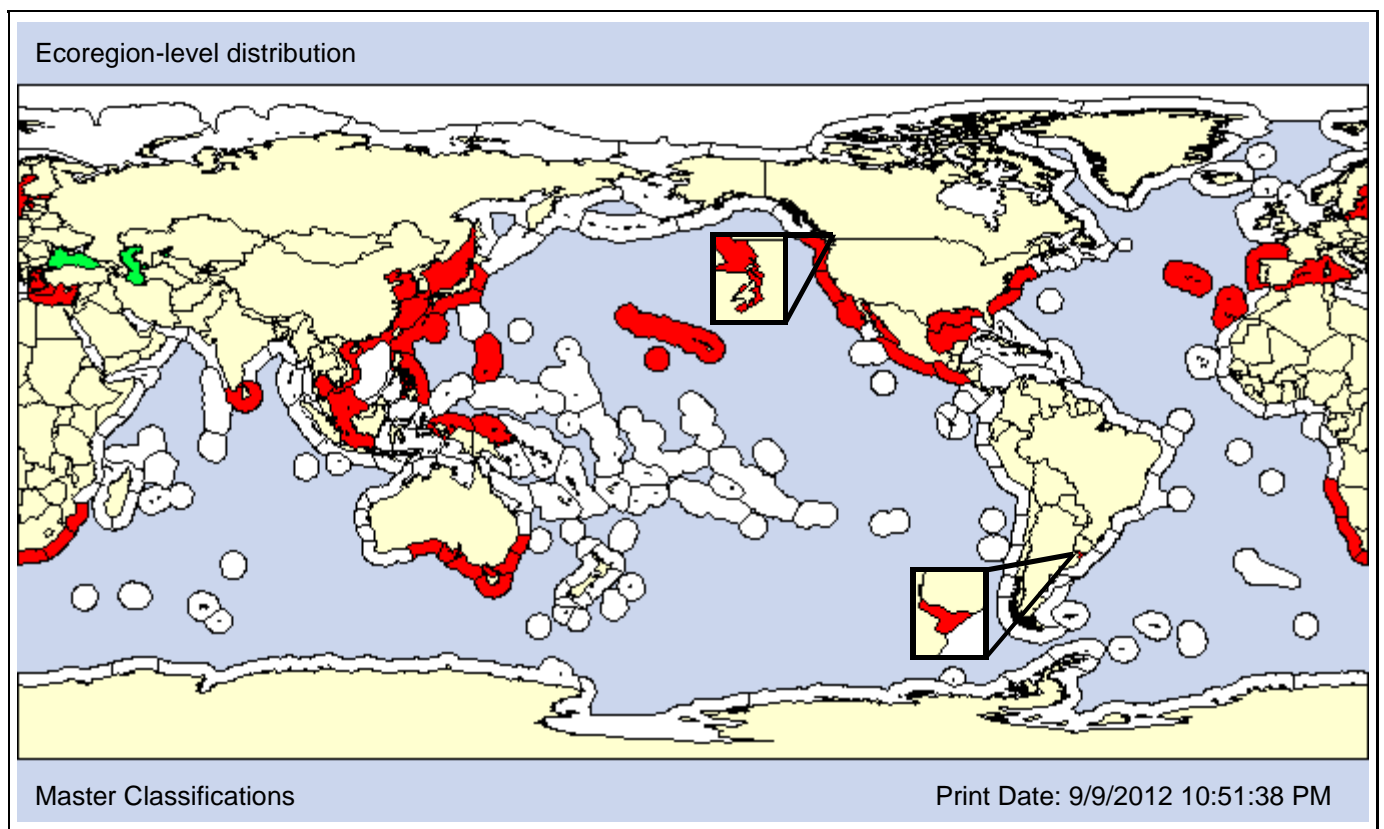 Ecoregion-level distribution
Master Classifications
Print Date: 9/9/2012 10:51:38 PM